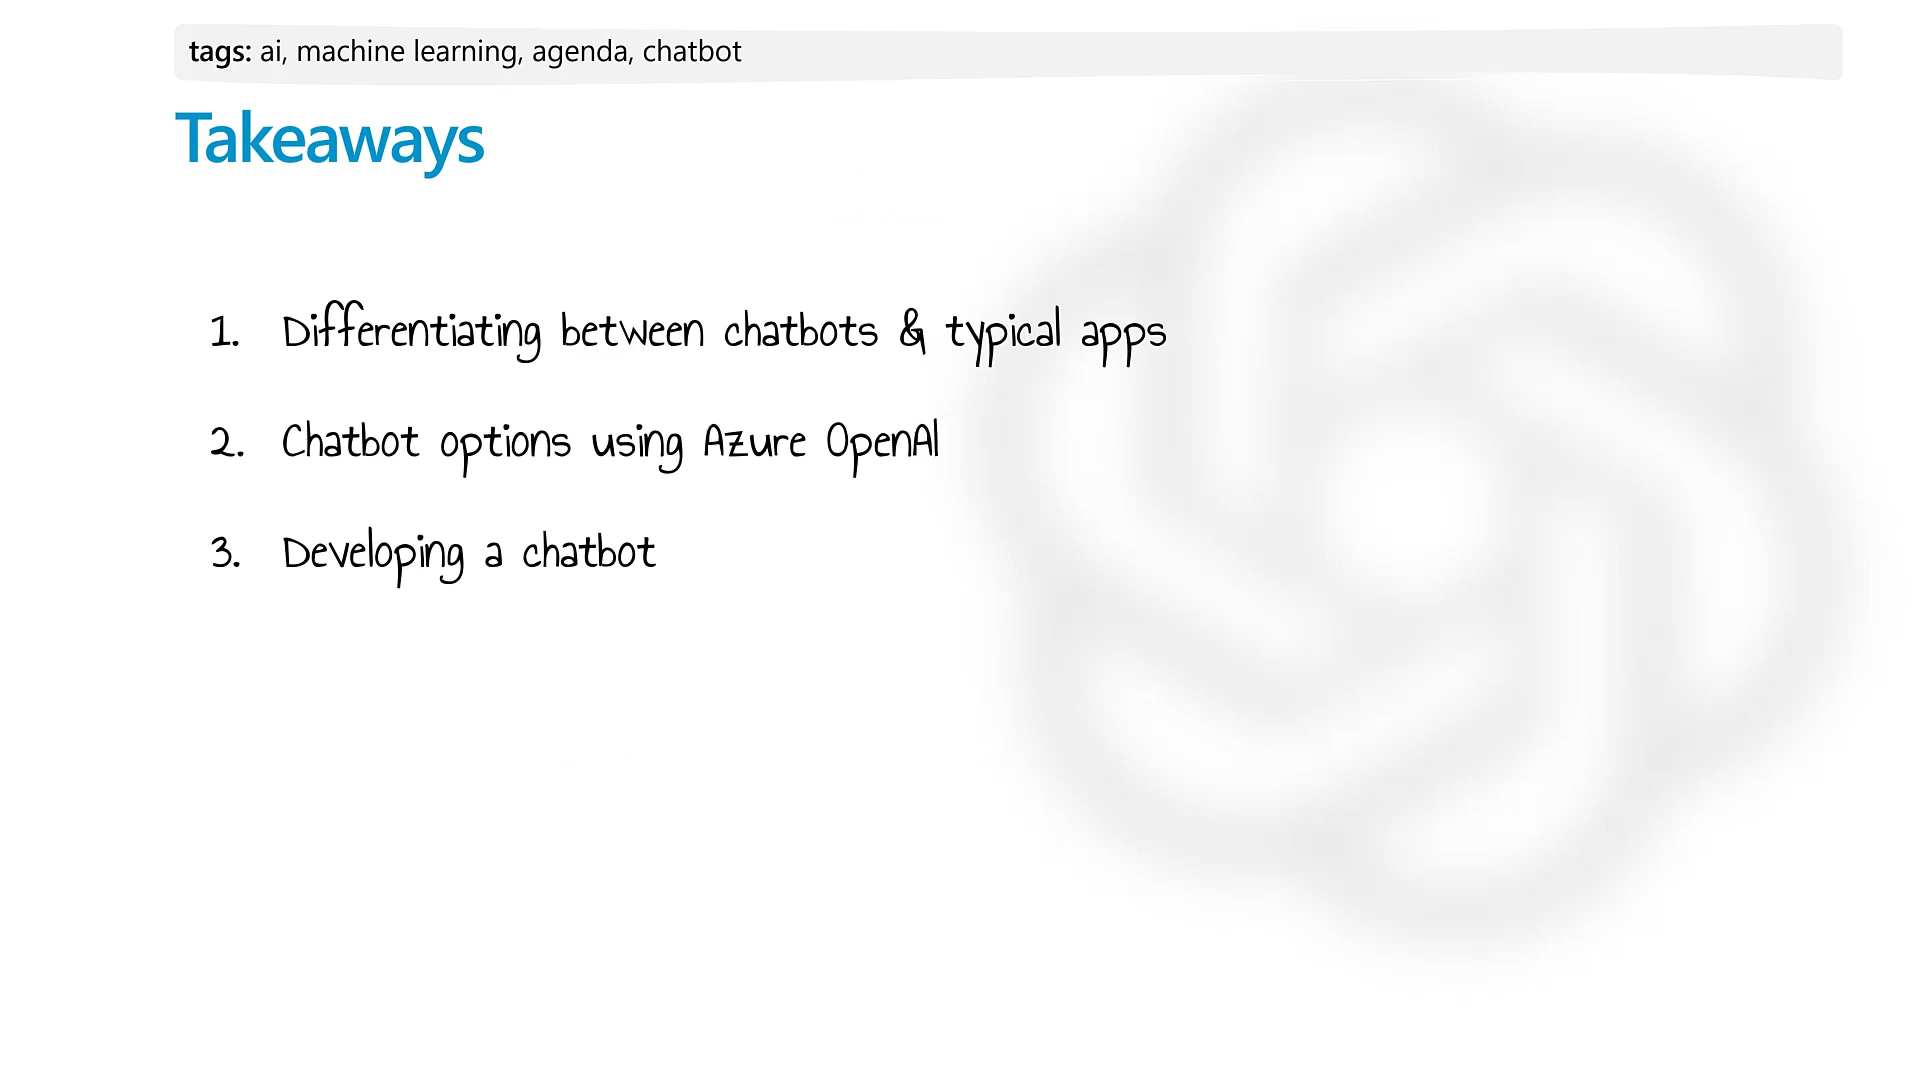 tags: ai, machine learning, agenda, chatbot
Takeaways
1. Differentiating between chatbots & typical apps
2. Chatbot options using Azure OpenAI
3. Developing a chatbot